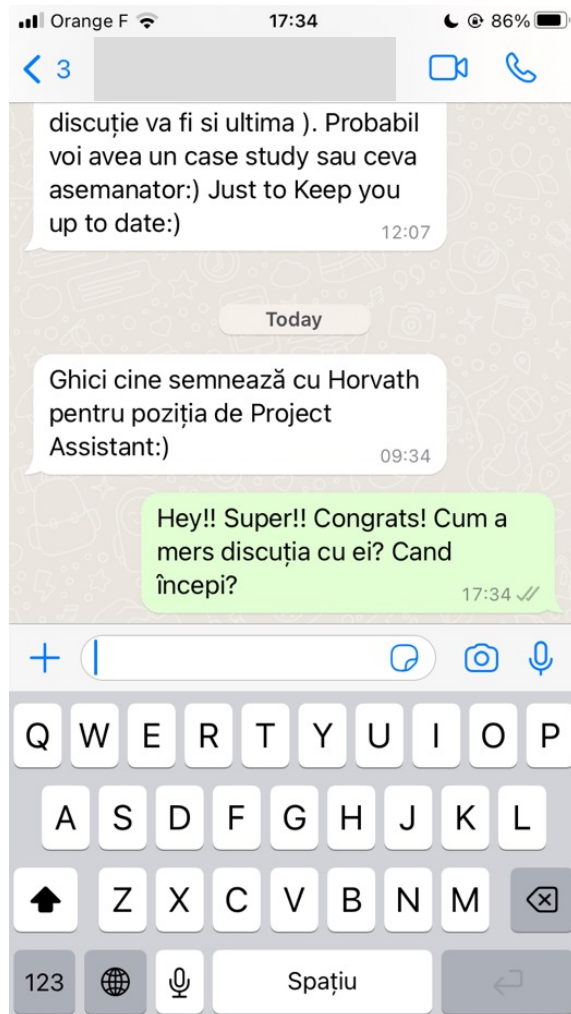 Orange F 17:34 86%
3
discuție va fi si ultima ). Probabil
voi avea un case study sau ceva
asemanator:) Just to Keep you
up to date:)
12:07
Today
Ghici cine semnează cu Horvath
pentru poziția de Project
Assistant:)
09:34
Hey!! Super!! Congrats! Cum a
mers discuția cu ei? Cand
începi?
17:34
Q W E R T Y U I O P
A S D F G H J K L
Z X C V B N M
123 Spațiu